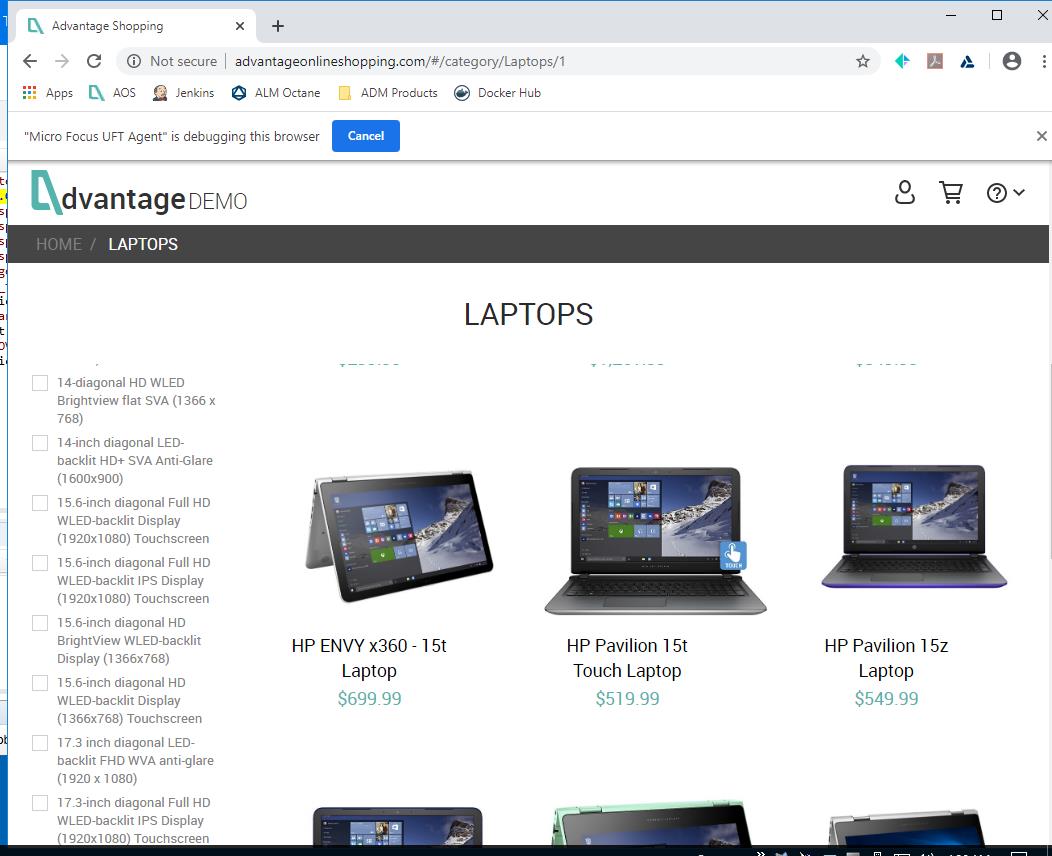 Advantage Shopping
Not secure | advantageonlineshopping.com/#/category/Laptops/1
Apps AOS Jenkins ALM Octane ADM Products Docker Hub
"Micro Focus UFT Agent" is debugging this browser Cancel
dvantage DEMO
HOME / LAPTOPS
LAPTOPS
14-diagonal HD WLED
Brightview flat SVA (1366 x
768)
14-inch diagonal LED-
backlit HD+ SVA Anti-Glare
(1600x900)
15.6-inch diagonal Full HD
WLED-backlit Display
(1920x1080) Touchscreen
15.6-inch diagonal Full HD
WLED-backlit IPS Display
(1920x1080) Touchscreen
15.6-inch diagonal HD
BrightView WLED-backlit
Display (1366x768)
15.6-inch diagonal HD
WLED-backlit Display
(1366x768) Touchscreen
17.3 inch diagonal LED-
backlit FHD WVA anti-glare
(1920 x 1080)
17.3-inch diagonal Full HD
WLED-backlit IPS Display
(1920x1080) Touchscreen
TOUCH
HP ENVY x360 - 15t
Laptop
$699.99
HP Pavilion 15t
Touch Laptop
$519.99
HP Pavilion 15z
Laptop
$549.99